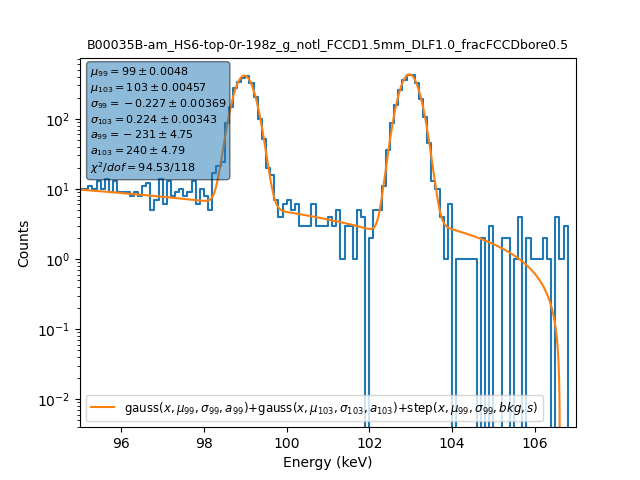 B00035B-am_HS6-top-0r-198z_g_notl_FCCD1.5mm_DLF1.0_fracFCCDbore0.5
μ₉₉ = 99 ± 0.0048
μ₁₀₃ = 103 ± 0.00457
σ₉₉ = −0.227 ± 0.00369
σ₁₀₃ = 0.224 ± 0.00343
a₉₉ = −231 ± 4.75
a₁₀₃ = 240 ± 4.79
χ²/dof = 94.53/118
10²
10¹
10⁰
10⁻¹
10⁻²
Counts
gauss(x, μ₉₉, σ₉₉, a₉₉)+gauss(x, μ₁₀₃, σ₁₀₃, a₁₀₃)+step(x, μ₉₉, σ₉₉, bkg, s)
96 98 100 102 104 106
Energy (keV)